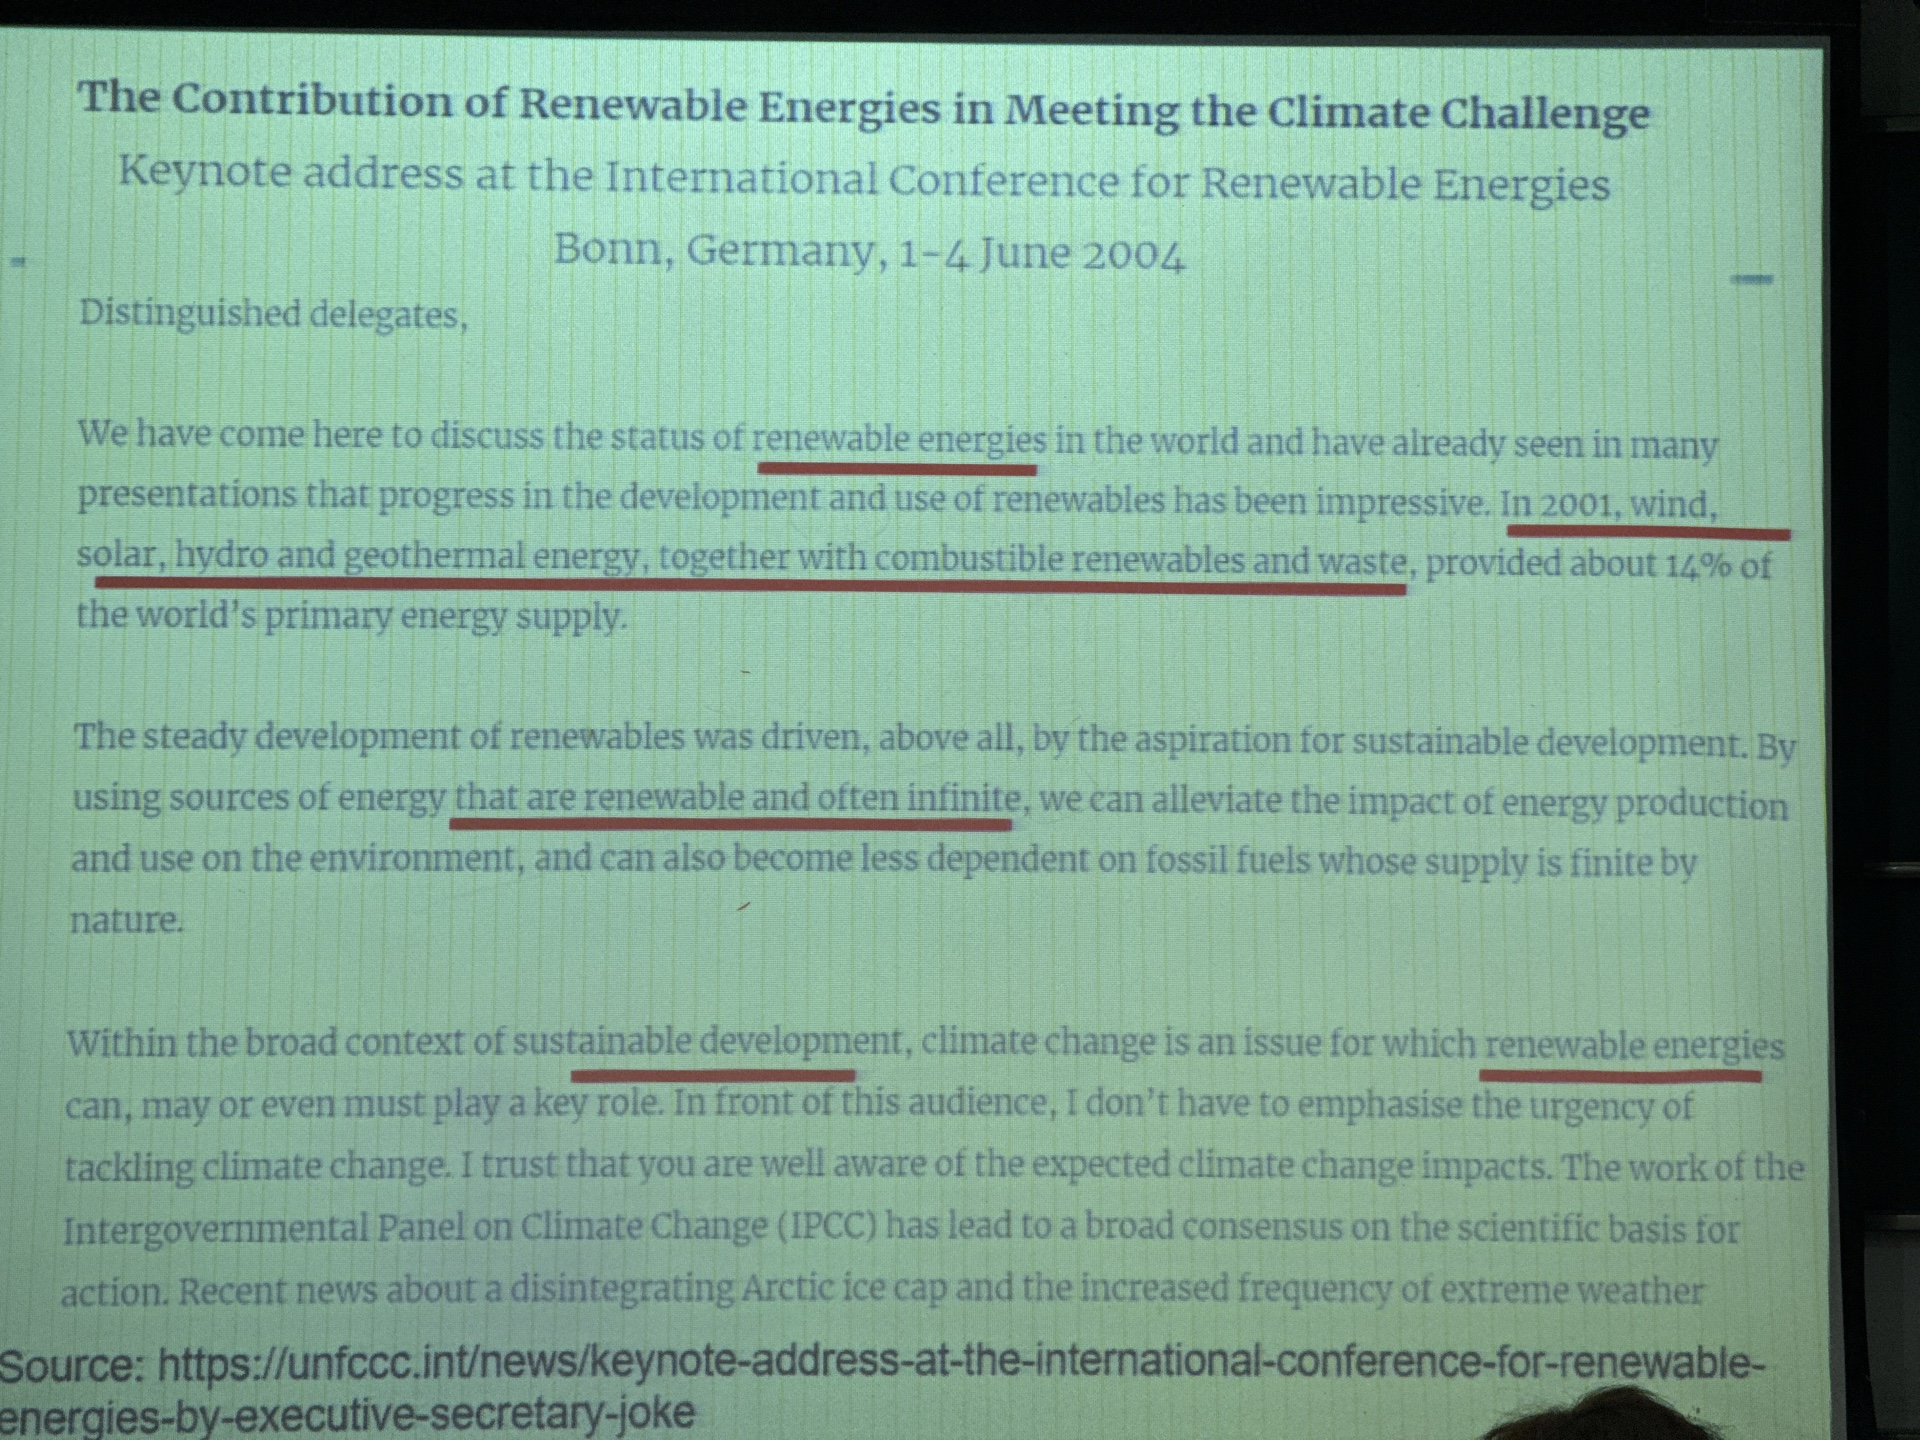 The Contribution of Renewable Energies in Meeting the Climate Challenge
Keynote address at the International Conference for Renewable Energies
Bonn, Germany, 1-4 June 2004
Distinguished delegates,
We have come here to discuss the status of renewable energies in the world and have already seen in many
presentations that progress in the development and use of renewables has been impressive. In 2001, wind,
solar, hydro and geothermal energy, together with combustible renewables and waste, provided about 14% of
the world's primary energy supply.
The steady development of renewables was driven, above all, by the aspiration for sustainable development. By
using sources of energy that are renewable and often infinite, we can alleviate the impact of energy production
and use on the environment, and can also become less dependent on fossil fuels whose supply is finite by
nature.
Within the broad context of sustainable development, climate change is an issue for which renewable energies
can, may or even must play a key role. In front of this audience, I don't have to emphasise the urgency of
tackling climate change. I trust that you are well aware of the expected climate change impacts. The work of the
Intergovernmental Panel on Climate Change (IPCC) has lead to a broad consensus on the scientific basis for
action. Recent news about a disintegrating Arctic ice cap and the increased frequency of extreme weather
Source: https://unfccc.int/news/keynote-address-at-the-international-conference-for-renewable-
energies-by-executive-secretary-joke